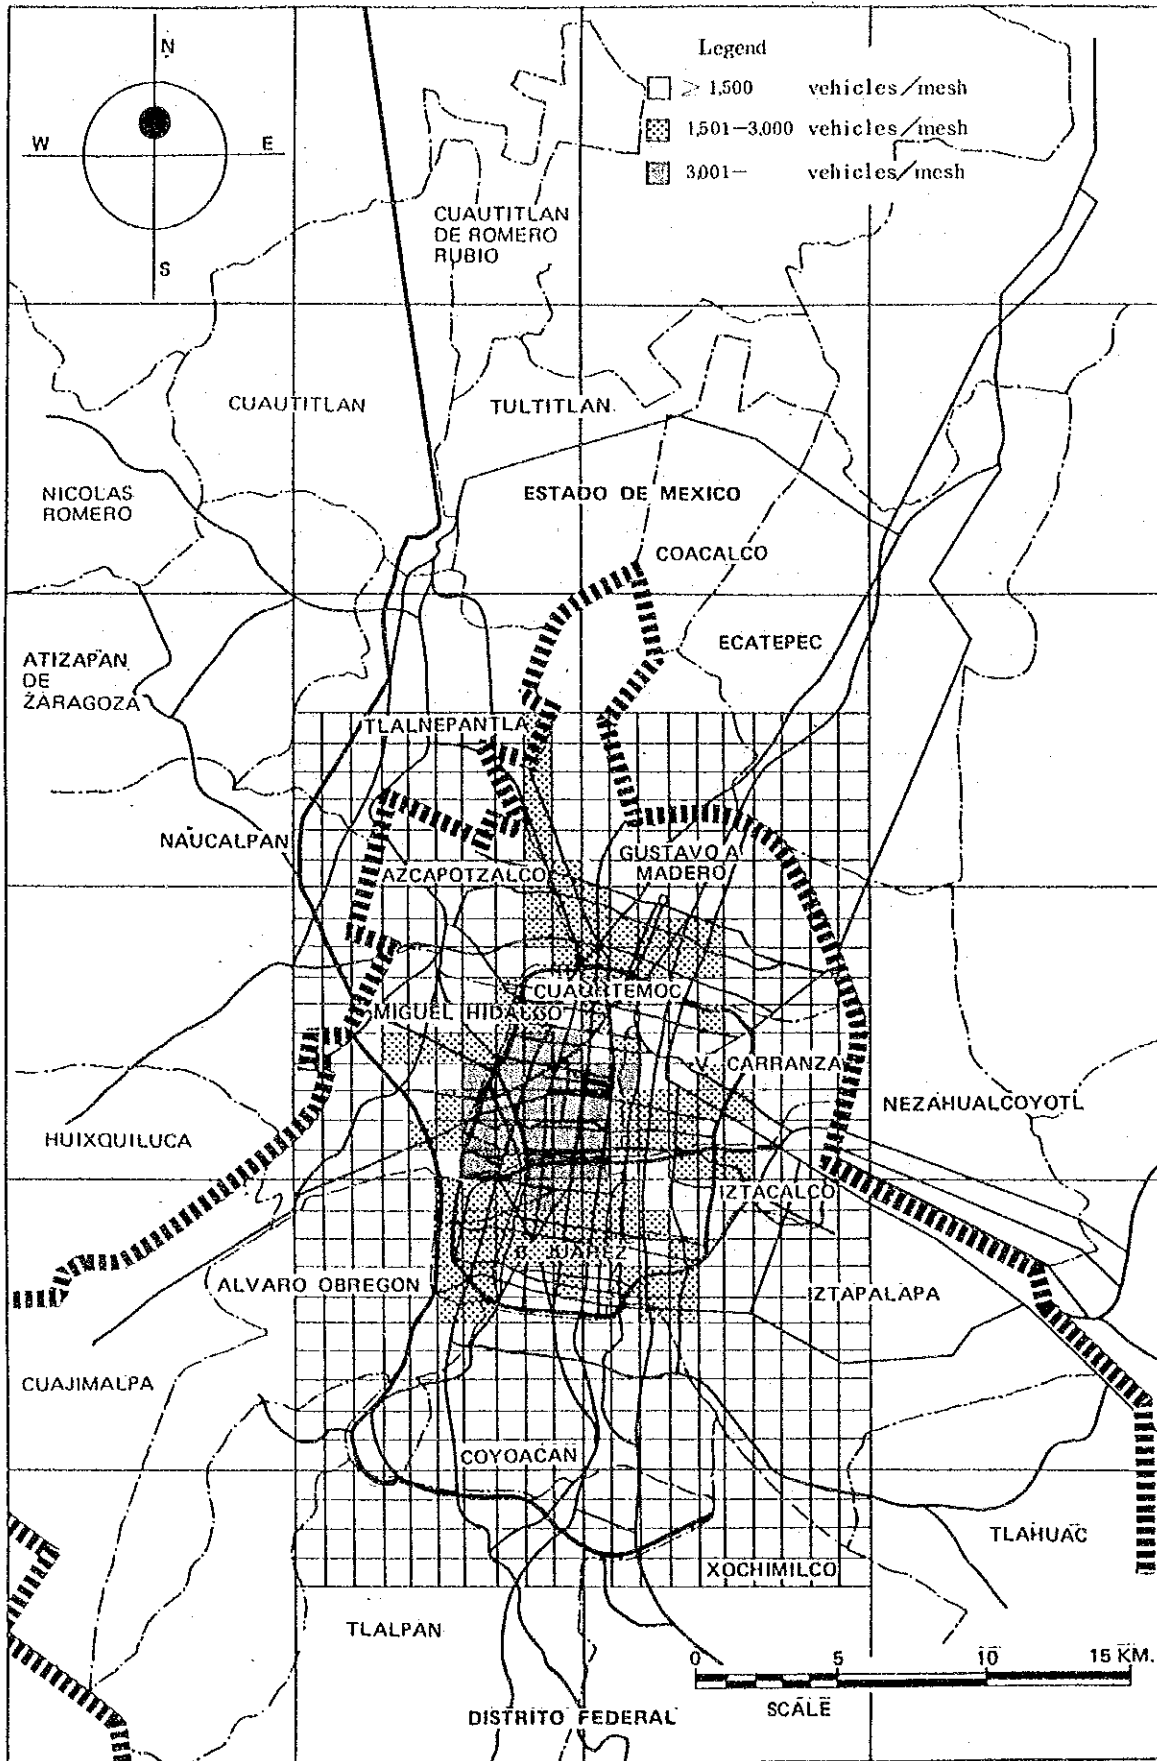 N
W
E
S
Legend
≥ 1,500 vehicles/mesh
1,501—3,000 vehicles/mesh
3,001— vehicles/mesh
CUAUTITLAN
DE ROMERO
RUBIO
CUAUTITLAN
TULTITLAN
NICOLAS
ROMERO
ESTADO DE MEXICO
COACALCO
ECATEPEC
ATIZAPAN
DE
ZARAGOZA
TLALNEPANTLA
NAUCALPAN
GUSTAVO A
MADERO
AZCAPOTZALCO
CUAUHTEMOC
MIGUEL HIDALGO
V. CARRANZA
NEZAHUALCOYOTL
HUIXQUILUCA
IZTACALCO
B. JUAREZ
ALVARO OBREGON
IZTAPALAPA
CUAJIMALPA
COYOACAN
TLAHUAC
XOCHIMILCO
TLALPAN
0 5 10 15 KM.
SCALE
DISTRITO FEDERAL